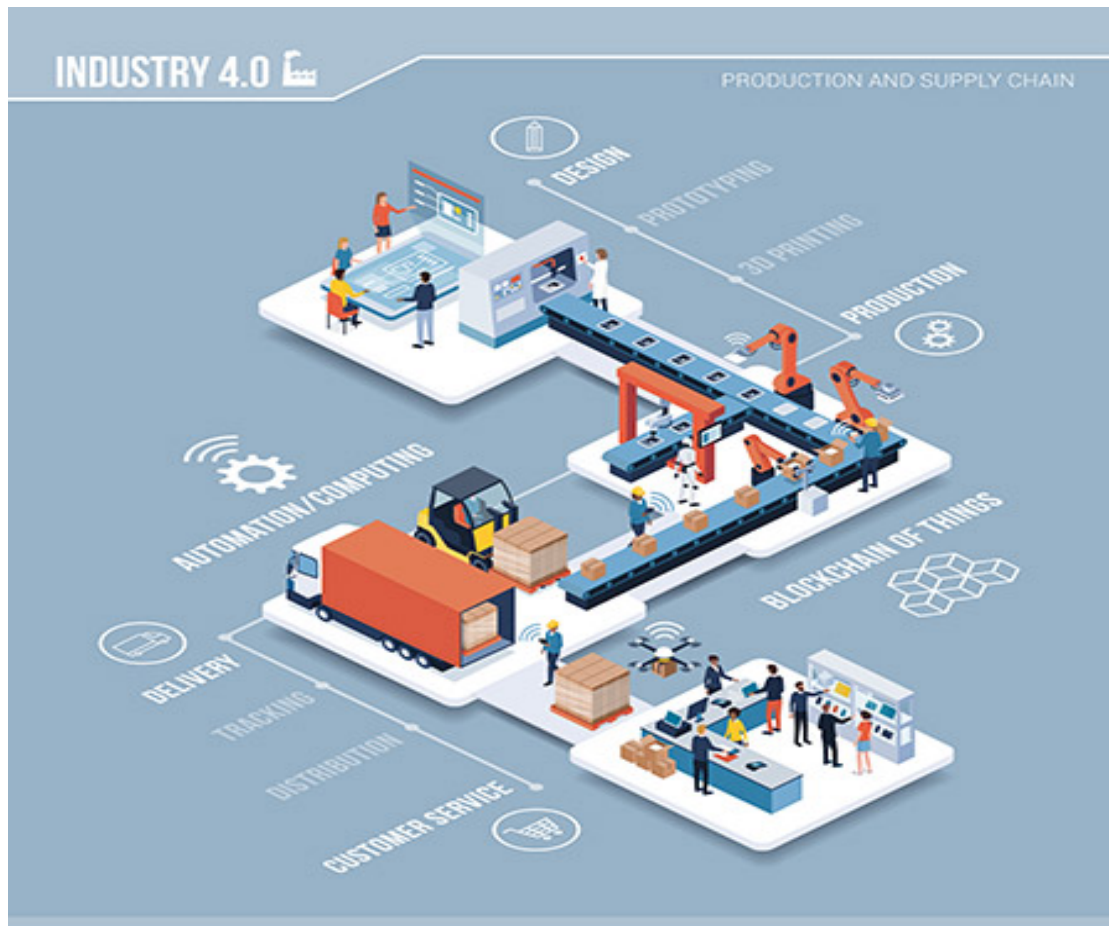 INDUSTRY 4.0
PRODUCTION AND SUPPLY CHAIN
DESIGN
PROTOTYPING
3D PRINTING
PRODUCTION
AUTOMATION/COMPUTING
BLOCKCHAIN OF THINGS
DELIVERY
TRACKING
DISTRIBUTION
CUSTOMER SERVICE